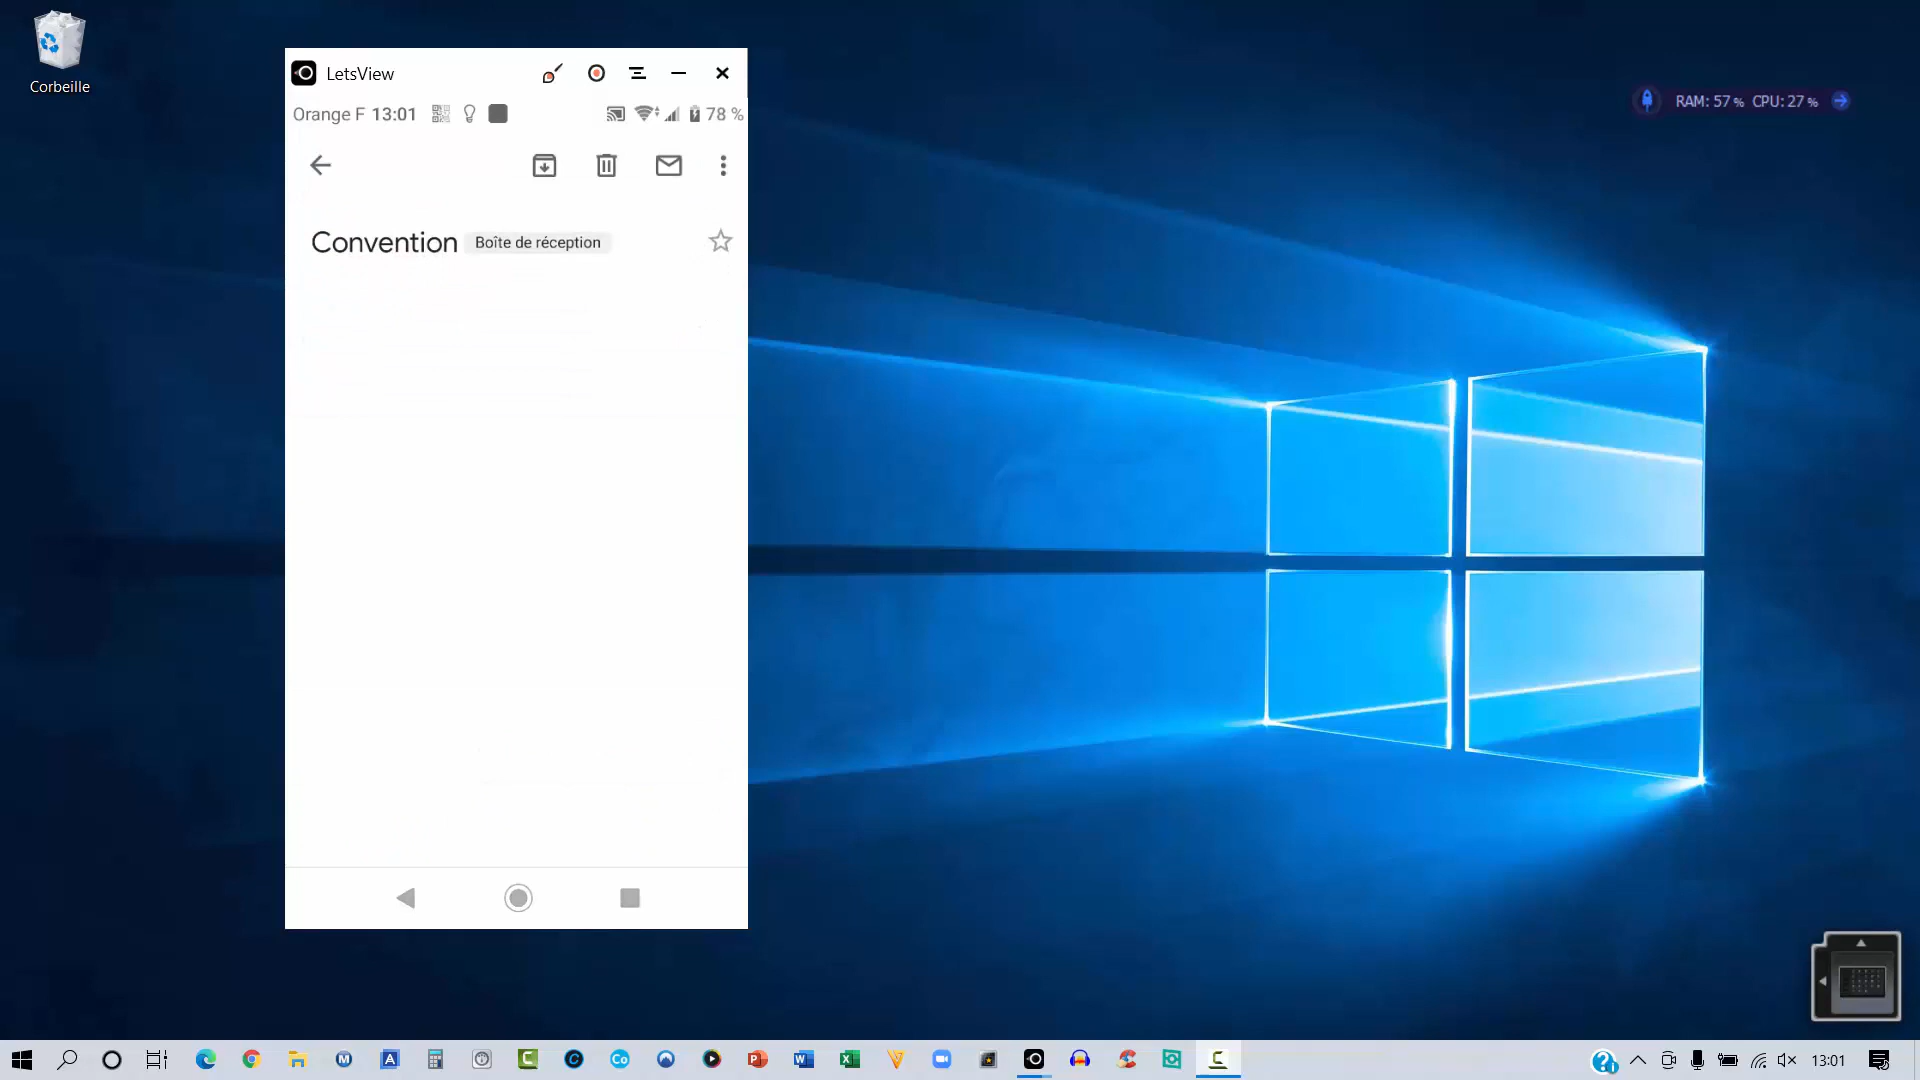 Corbeille
LetsView
Orange F 13:01
78 %
Convention Boîte de réception
RAM: 57 % CPU: 27 %
13:01